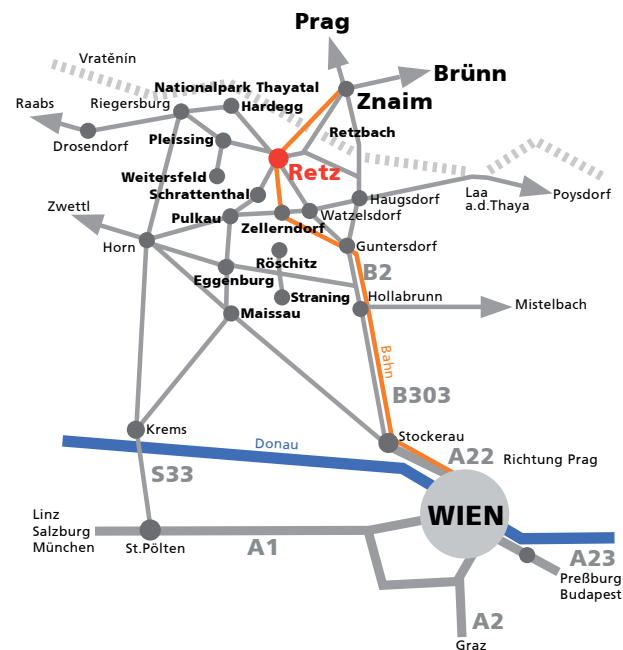 Prag
Vratěnín
Brünn
Nationalpark Thayatal
Raabs
Riegersburg
Hardegg
Znaim
Drosendorf
Pleissing
Retzbach
Weitersfeld
Retz
Schrattenthal
Haugsdorf
Laa
a.d.Thaya
Poysdorf
Zwettl
Pulkau
Watzelsdorf
Zellerndorf
Horn
Guntersdorf
Röschitz
B2
Eggenburg
Straning
Hollabrunn
Mistelbach
Maissau
Bahn
B303
Krems
Stockerau
Donau
A22
Richtung Prag
S33
Linz
Salzburg
München
WIEN
St.Pölten
A1
A23
Preßburg
Budapest
A2
Graz